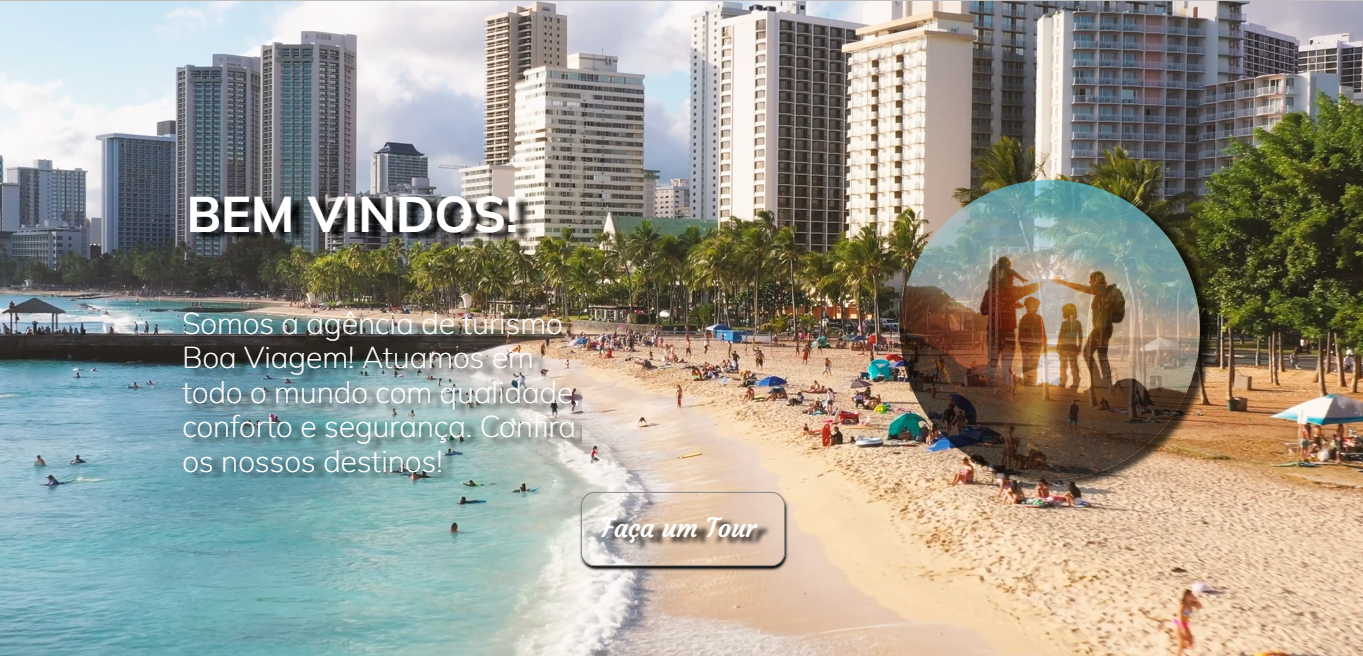 BEM VINDOS!
Somos a agência de turismo
Boa Viagem! Atuamos em
todo o mundo com qualidade,
conforto e segurança. Confira
os nossos destinos!
Faça um Tour